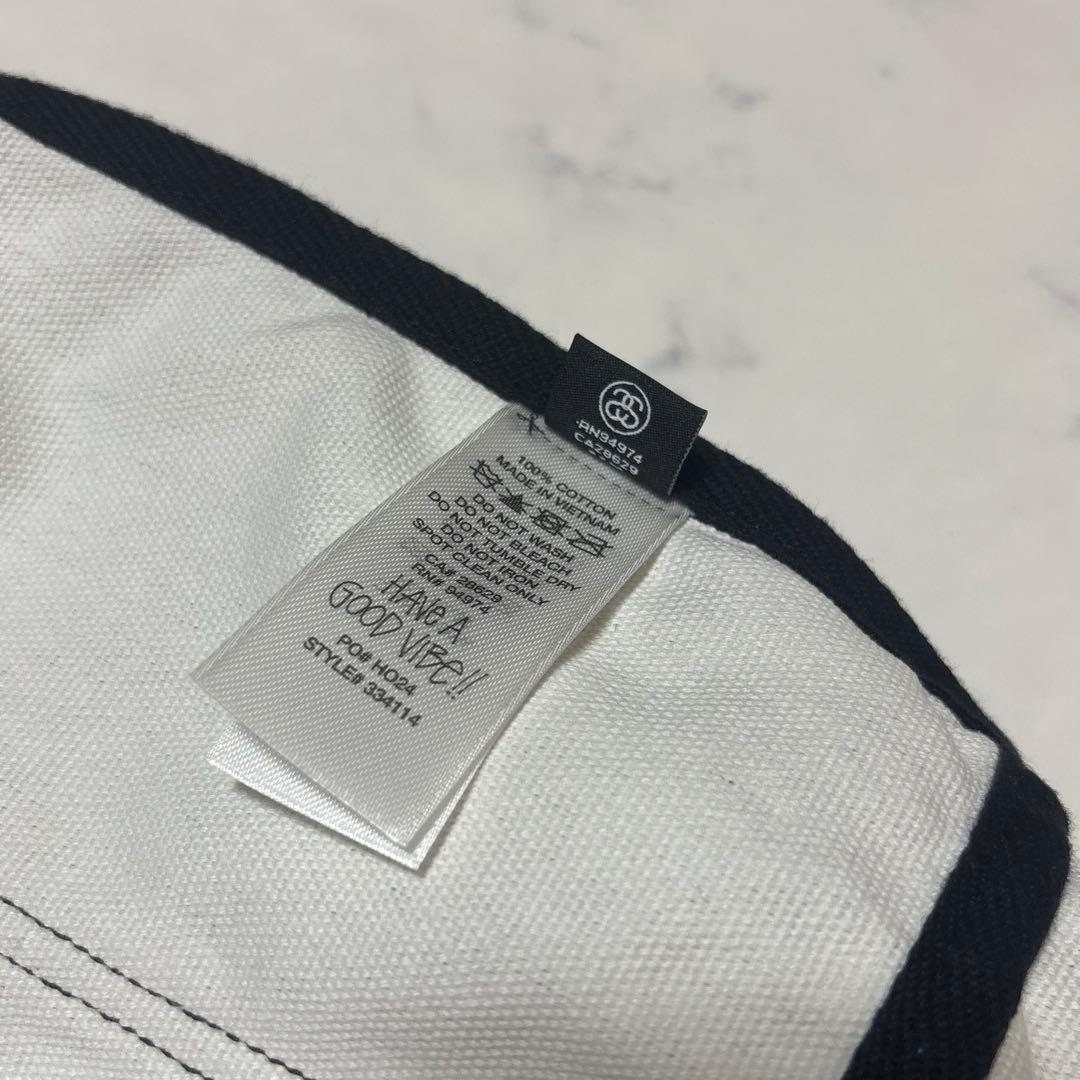 RN94974
CA28629
100% COTTON
MADE IN VIETNAM
DO NOT WASH
DO NOT BLEACH
DO NOT TUMBLE DRY
DO NOT IRON.
SPOT CLEAN ONLY
CA# 28629
RN# 94974
HAVE A
GOOD VIBE!!
PO# HO24
STYLE# 334114